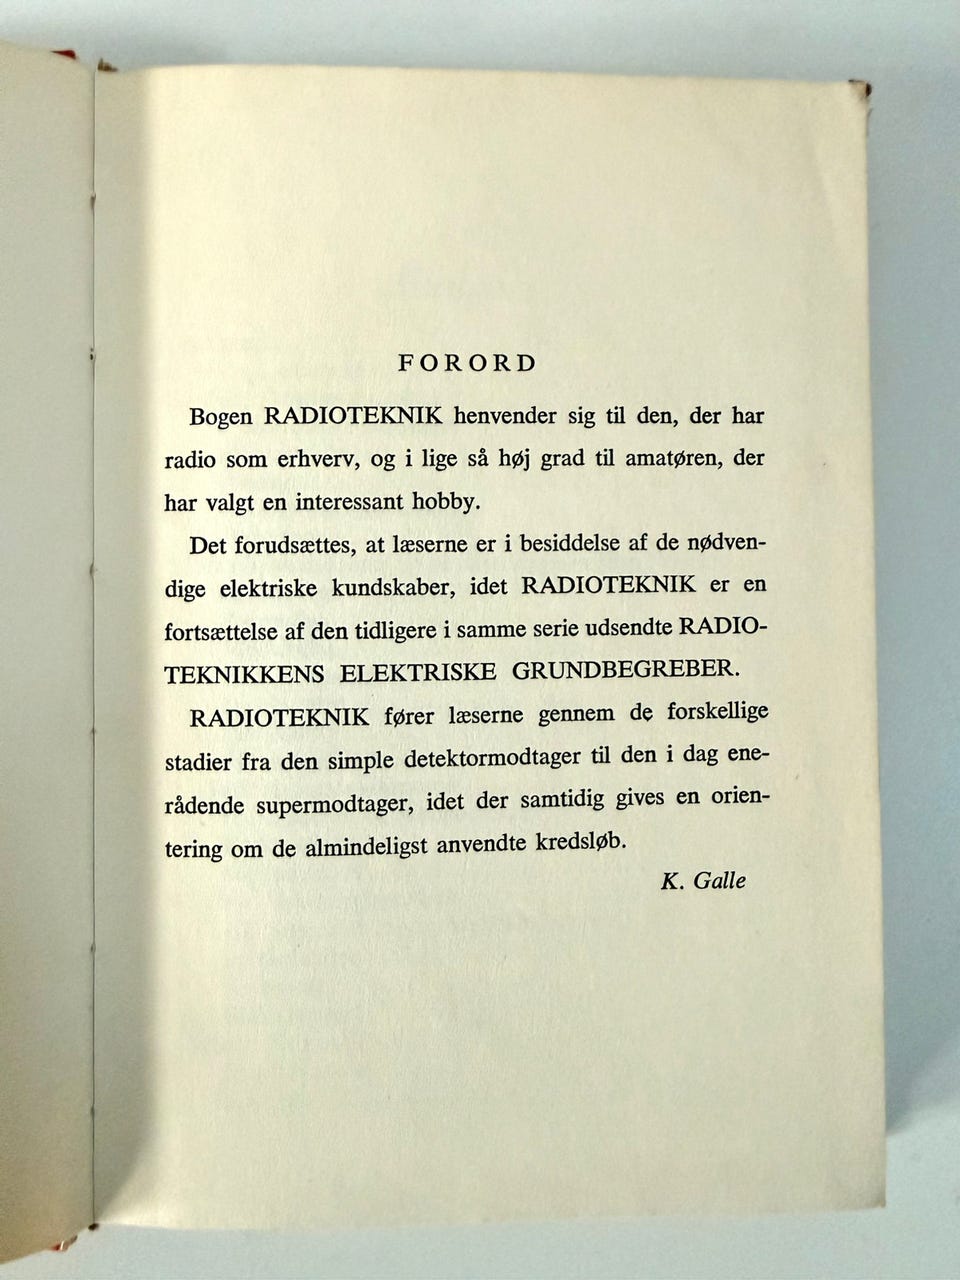 FORORD
Bogen RADIOTEKNIK henvender sig til den, der har
radio som erhverv, og i lige så høj grad til amatøren, der
har valgt en interessant hobby.
Det forudsættes, at læserne er i besiddelse af de nødven-
dige elektriske kundskaber, idet RADIOTEKNIK er en
fortsættelse af den tidligere i samme serie udsendte RADIO-
TEKNIKKENS ELEKTRISKE GRUNDBEGREBER.
RADIOTEKNIK fører læserne gennem de forskellige
stadier fra den simple detektormodtager til den i dag ene-
rådende supermodtager, idet der samtidig gives en orien-
tering om de almindeligst anvendte kredsløb.
K. Galle